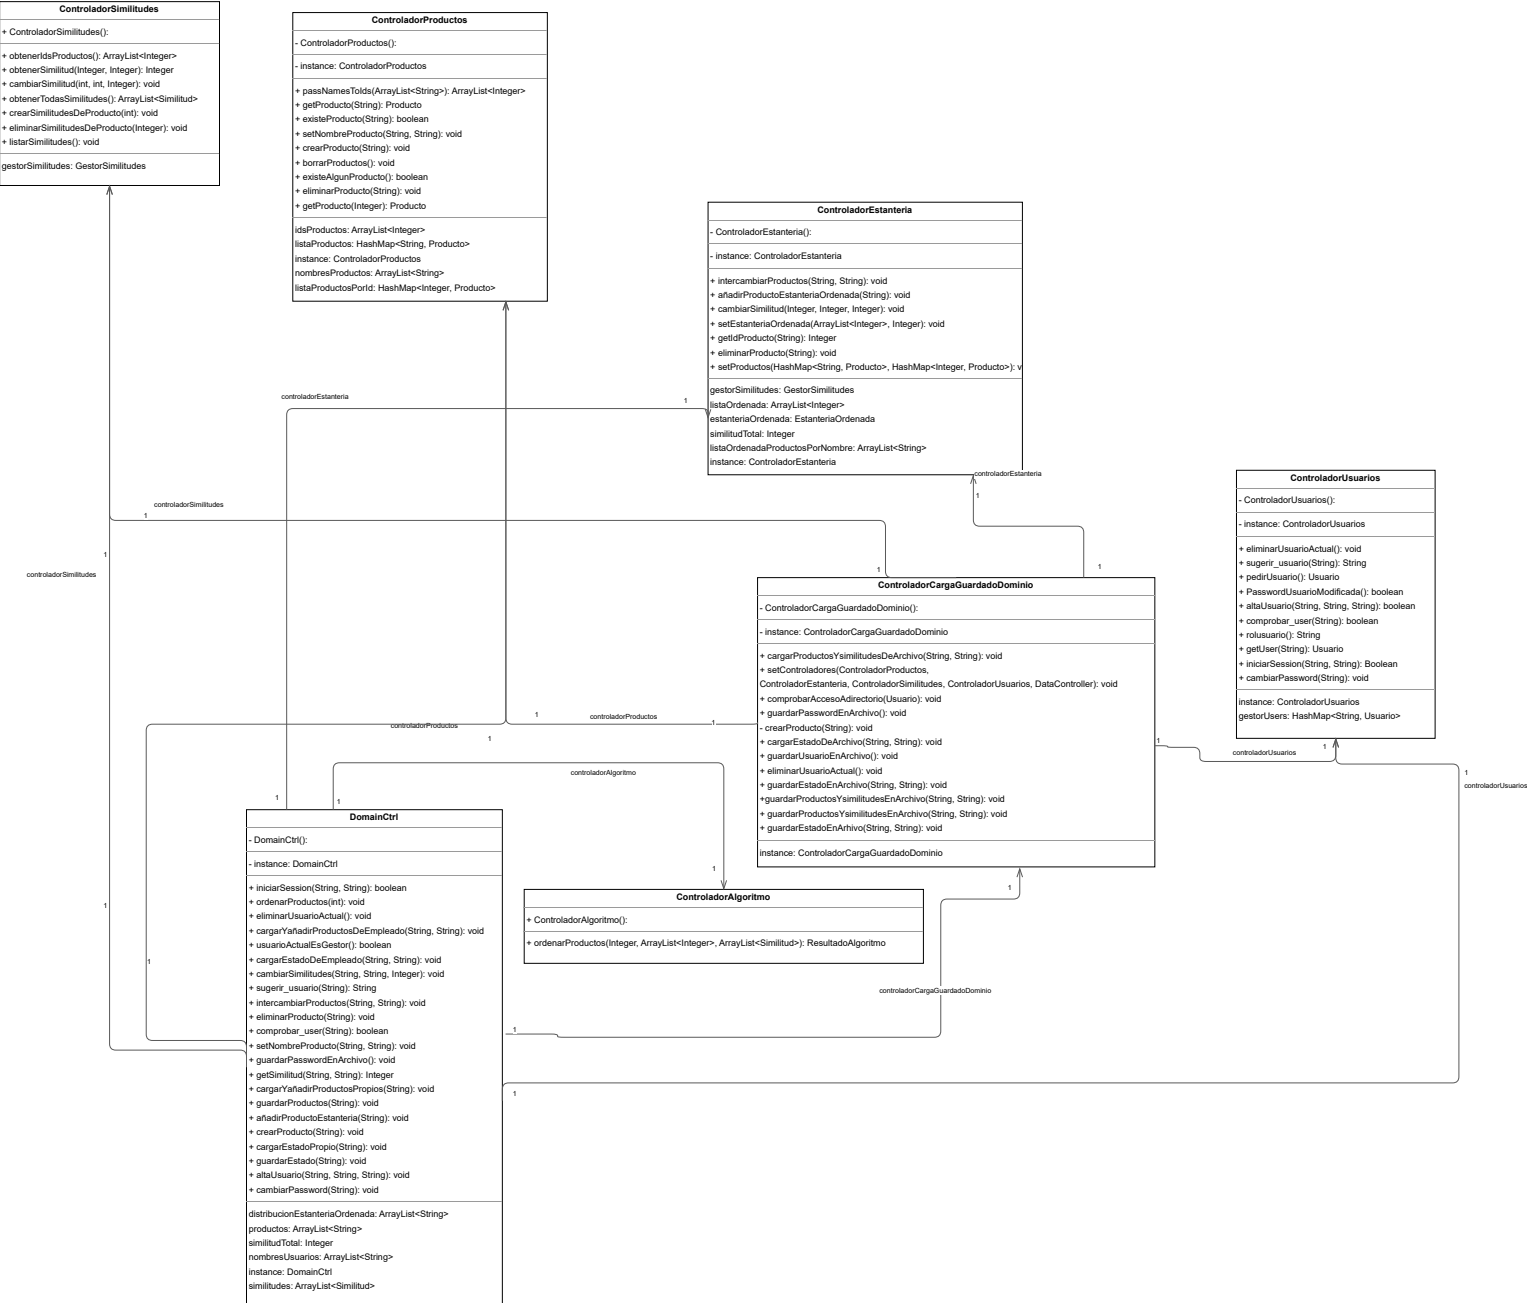 ControladorSimilitudes
+ ControladorSimilitudes():
+ obtenerIdsProductos(): ArrayList<Integer>
+ obtenerSimilitud(Integer, Integer): Integer
+ cambiarSimilitud(int, int, Integer): void
+ obtenerTodasSimilitudes(): ArrayList<Similitud>
+ crearSimilitudesDeProducto(int): void
+ eliminarSimilitudesDeProducto(Integer): void
+ listarSimilitudes(): void
gestorSimilitudes: GestorSimilitudes
ControladorProductos
- ControladorProductos():
- instance: ControladorProductos
+ passNamesToIds(ArrayList<String>): ArrayList<Integer>
+ getProducto(String): Producto
+ existeProducto(String): boolean
+ setNombreProducto(String, String): void
+ crearProducto(String): void
+ borrarProductos(): void
+ existeAlgunProducto(): boolean
+ eliminarProducto(String): void
+ getProducto(Integer): Producto
idsProductos: ArrayList<Integer>
listaProductos: HashMap<String, Producto>
instance: ControladorProductos
nombresProductos: ArrayList<String>
listaProductosPorId: HashMap<Integer, Producto>
ControladorEstanteria
- ControladorEstanteria():
- instance: ControladorEstanteria
+ intercambiarProductos(String, String): void
+ añadirProductoEstanteriaOrdenada(String): void
+ cambiarSimilitud(Integer, Integer, Integer): void
+ setEstanteriaOrdenada(ArrayList<Integer>, Integer): void
+ getIdProducto(String): Integer
+ eliminarProducto(String): void
+ setProductos(HashMap<String, Producto>, HashMap<Integer, Producto>): v
gestorSimilitudes: GestorSimilitudes
listaOrdenada: ArrayList<Integer>
estanteriaOrdenada: EstanteriaOrdenada
similitudTotal: Integer
listaOrdenadaProductosPorNombre: ArrayList<String>
instance: ControladorEstanteria
controladorEstanteria
1
controladorEstanteria
1
1
controladorSimilitudes
1
1
1
controladorSimilitudes
ControladorUsuarios
- ControladorUsuarios():
- instance: ControladorUsuarios
+ eliminarUsuarioActual(): void
+ sugerir_usuario(String): String
+ pedirUsuario(): Usuario
+ PasswordUsuarioModificada(): boolean
+ altaUsuario(String, String, String): boolean
+ comprobar_user(String): boolean
+ rolusuario(): String
+ getUser(String): Usuario
+ iniciarSession(String, String): Boolean
+ cambiarPassword(String): void
instance: ControladorUsuarios
gestorUsers: HashMap<String, Usuario>
ControladorCargaGuardadoDominio
- ControladorCargaGuardadoDominio():
- instance: ControladorCargaGuardadoDominio
+ cargarProductosYsimilitudesDeArchivo(String, String): void
+ setControladores(ControladorProductos,
ControladorEstanteria, ControladorSimilitudes, ControladorUsuarios, DataController): void
+ comprobarAccesoAdirectorio(Usuario): void
+ guardarPasswordEnArchivo(): void
- crearProducto(String): void
+ cargarEstadoDeArchivo(String, String): void
+ guardarUsuarioEnArchivo(): void
+ eliminarUsuarioActual(): void
+ guardarEstadoEnArchivo(String, String): void
+guardarProductosYsimilitudesEnArchivo(String, String): void
+ guardarProductosYsimilitudesEnArchivo(String, String): void
+ guardarEstadoEnArhivo(String, String): void
instance: ControladorCargaGuardadoDominio
controladorProductos
1
controladorProductos
1
1
1
controladorUsuarios
1
1
controladorUsuarios
controladorAlgoritmo
1
1
1
DomainCtrl
- DomainCtrl():
- instance: DomainCtrl
+ iniciarSession(String, String): boolean
+ ordenarProductos(int): void
+ eliminarUsuarioActual(): void
+ cargarYañadirProductosDeEmpleado(String, String): void
+ usuarioActualEsGestor(): boolean
+ cargarEstadoDeEmpleado(String, String): void
+ cambiarSimilitudes(String, String, Integer): void
+ sugerir_usuario(String): String
+ intercambiarProductos(String, String): void
+ eliminarProducto(String): void
+ comprobar_user(String): boolean
+ setNombreProducto(String, String): void
+ guardarPasswordEnArchivo(): void
+ getSimilitud(String, String): Integer
+ cargarYañadirProductosPropios(String): void
+ guardarProductos(String): void
+ añadirProductoEstanteria(String): void
+ crearProducto(String): void
+ cargarEstadoPropio(String): void
+ guardarEstado(String): void
+ altaUsuario(String, String, String): void
+ cambiarPassword(String): void
distribucionEstanteriaOrdenada: ArrayList<String>
productos: ArrayList<String>
similitudTotal: Integer
nombresUsuarios: ArrayList<String>
instance: DomainCtrl
similitudes: ArrayList<Similitud>
ControladorAlgoritmo
+ ControladorAlgoritmo():
+ ordenarProductos(Integer, ArrayList<Integer>, ArrayList<Similitud>): ResultadoAlgoritmo
1
1
1
controladorCargaGuardadoDominio
1
1